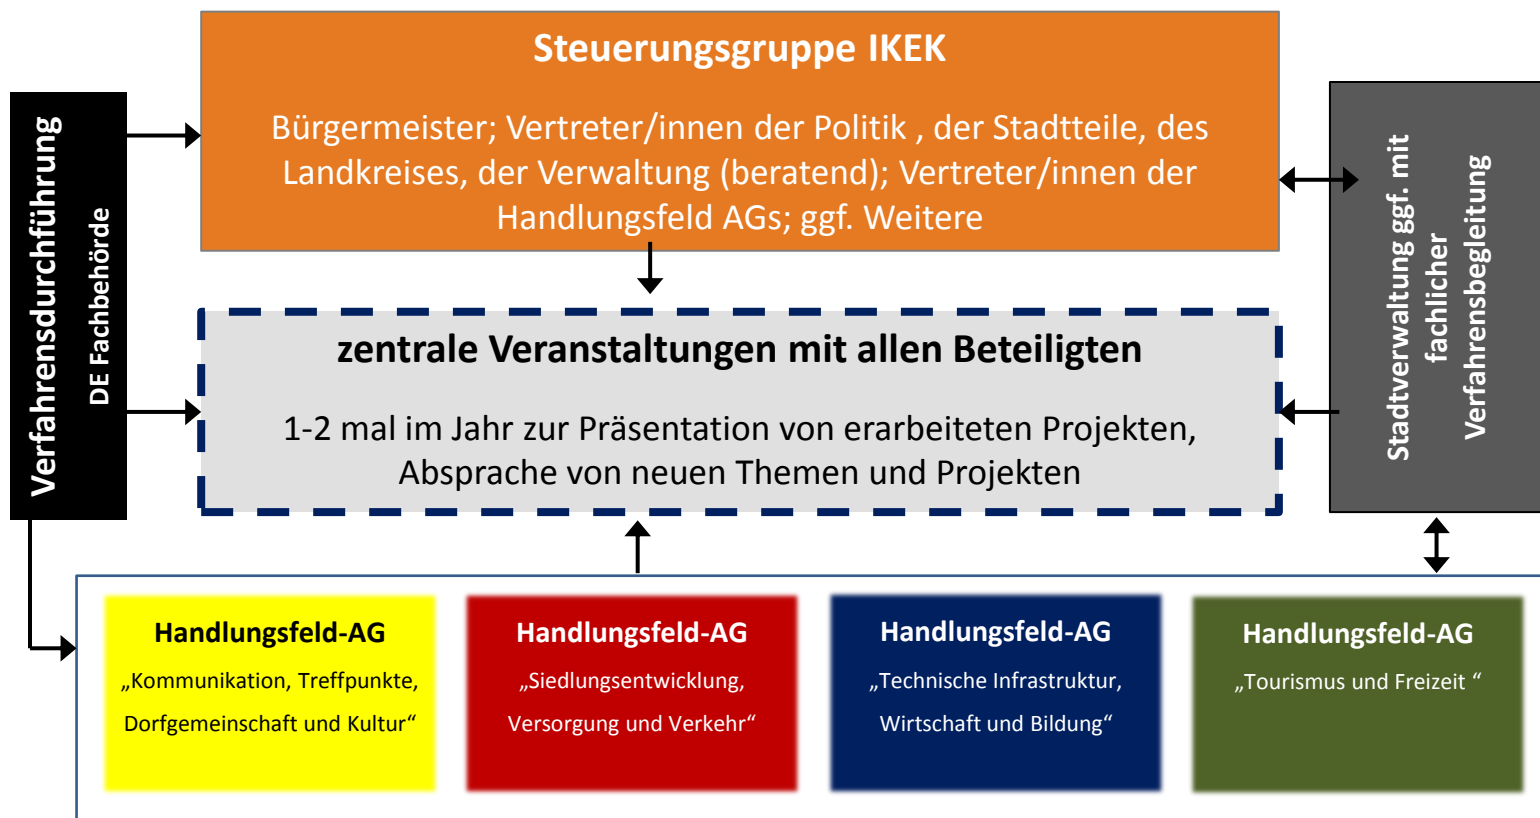 Steuerungsgruppe IKEK
Bürgermeister; Vertreter/innen der Politik , der Stadtteile, des
Landkreises, der Verwaltung (beratend); Vertreter/innen der
Handlungsfeld AGs; ggf. Weitere
Verfahrensdurchführung
DE Fachbehörde
Stadtverwaltung ggf. mit
fachlicher
Verfahrensbegleitung
zentrale Veranstaltungen mit allen Beteiligten
1-2 mal im Jahr zur Präsentation von erarbeiteten Projekten,
Absprache von neuen Themen und Projekten
Handlungsfeld-AG
„Kommunikation, Treffpunkte,
Dorfgemeinschaft und Kultur“
Handlungsfeld-AG
„Siedlungsentwicklung,
Versorgung und Verkehr“
Handlungsfeld-AG
„Technische Infrastruktur,
Wirtschaft und Bildung“
Handlungsfeld-AG
„Tourismus und Freizeit “